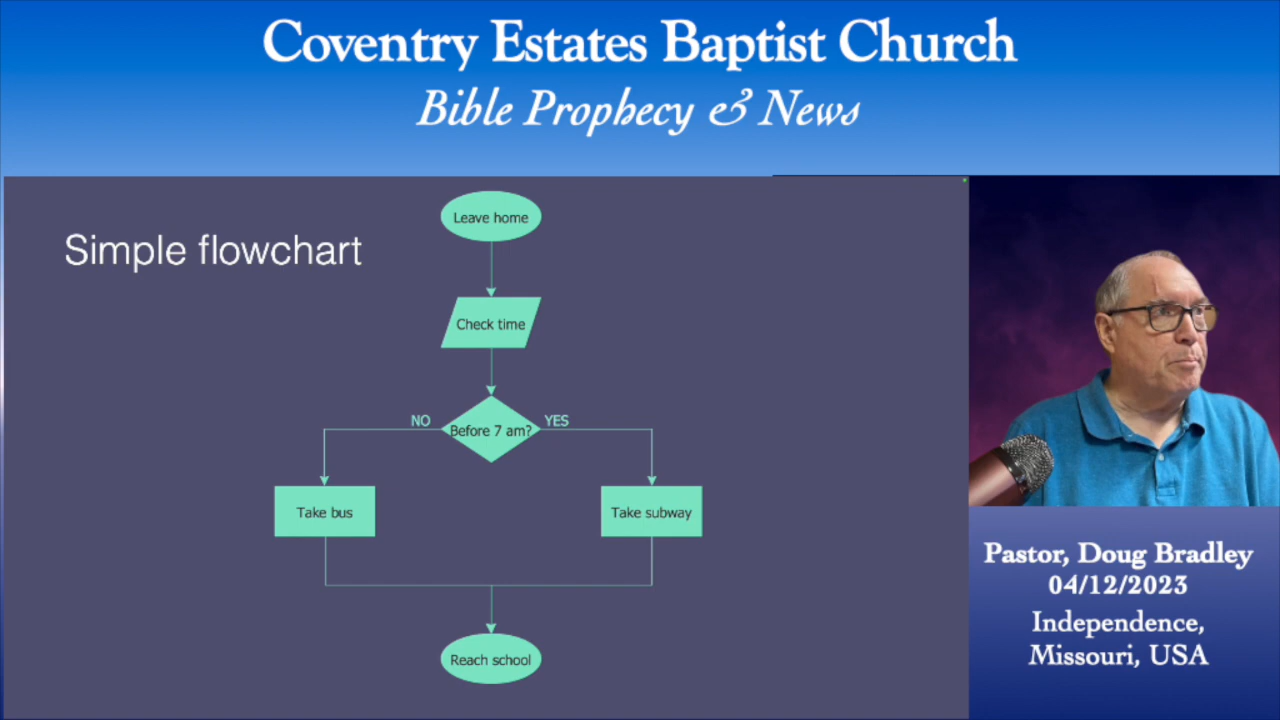 Coventry Estates Baptist Church
Bible Prophecy & News
Simple flowchart
Leave home
Check time
Before 7 am?
NO
YES
Take bus
Take subway
Reach school
Pastor, Doug Bradley
04/12/2023
Independence,
Missouri, USA